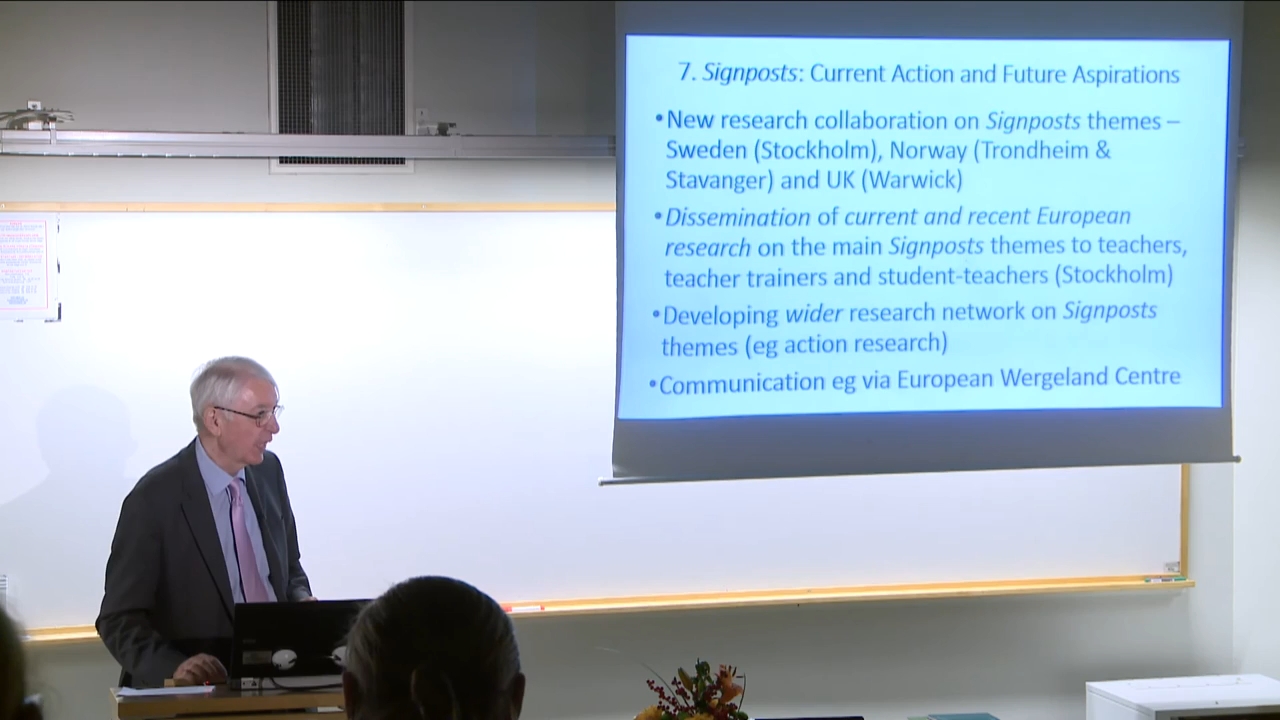 7. Signposts: Current Action and Future Aspirations
•New research collaboration on Signposts themes –
Sweden (Stockholm), Norway (Trondheim &
Stavanger) and UK (Warwick)
•Dissemination of current and recent European
research on the main Signposts themes to teachers,
teacher trainers and student-teachers (Stockholm)
•Developing wider research network on Signposts
themes (eg action research)
•Communication eg via European Wergeland Centre